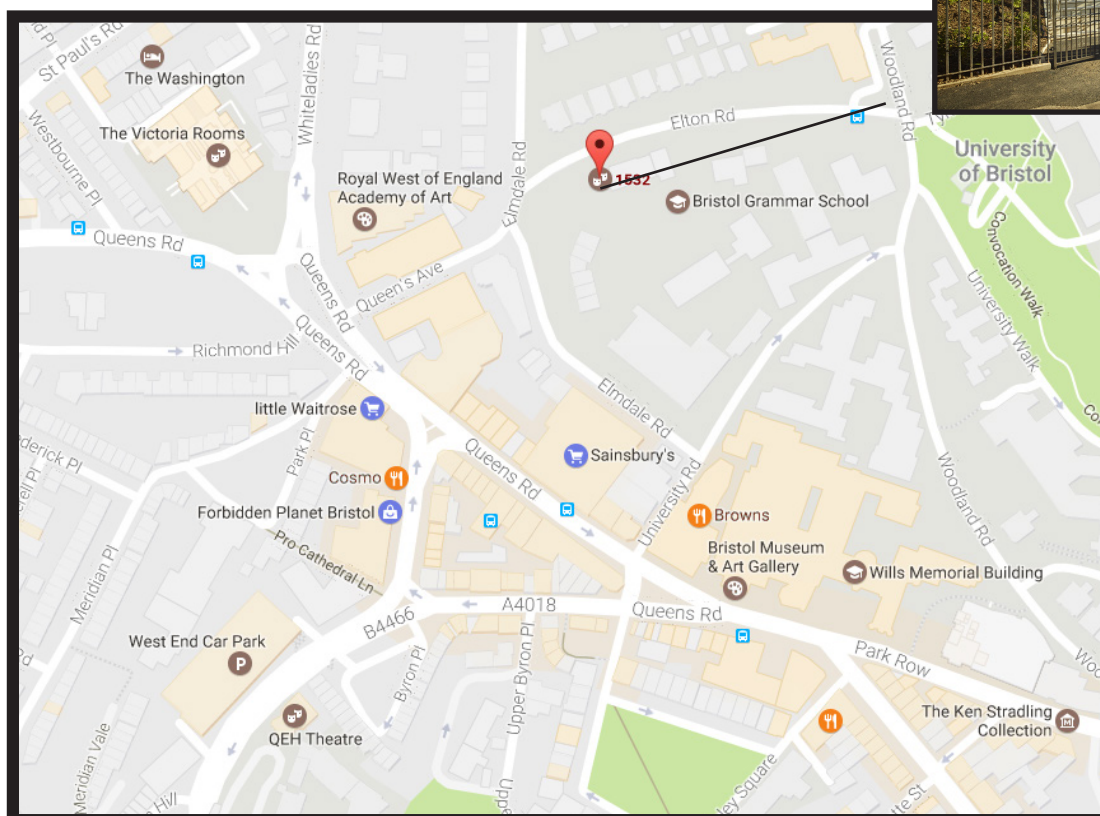 St Paul's Rd
The Washington
The Victoria Rooms
Westbourne Pl
Whiteladies Rd
Royal West of England
Academy of Art
Elmdale Rd
Elton Rd
Woodland Rd
1532
Bristol Grammar School
University
of Bristol
Queens Rd
Queens Rd
Queen's Ave
Queens Rd
Richmond Hill
Convocation Walk
University Walk
little Waitrose
Park Pl
Cosmo
Forbidden Planet Bristol
Pro Cathedral Ln
Elmdale Rd
Sainsbury's
Queens Rd
University Rd
Browns
Bristol Museum
& Art Gallery
Wills Memorial Building
Woodland Rd
Meridian Pl
A4018
Queens Rd
B4466
West End Car Park
Byron Pl
Upper Byron Pl
Park Row
QEH Theatre
Meridian Vale
The Ken Stradling
Collection
Hill